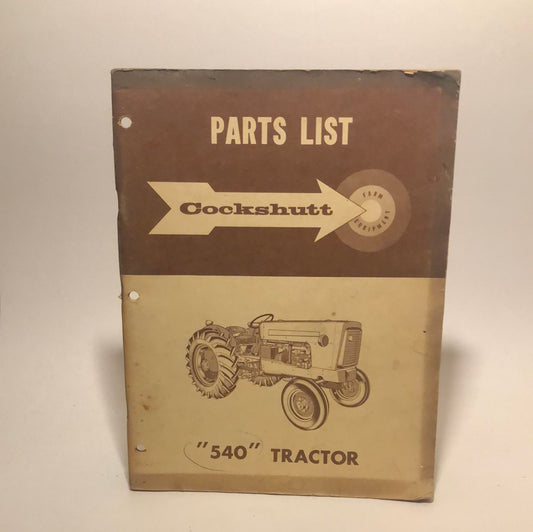 PARTS LIST
Cockshutt
FARM
EQUIPMENT
"540" TRACTOR